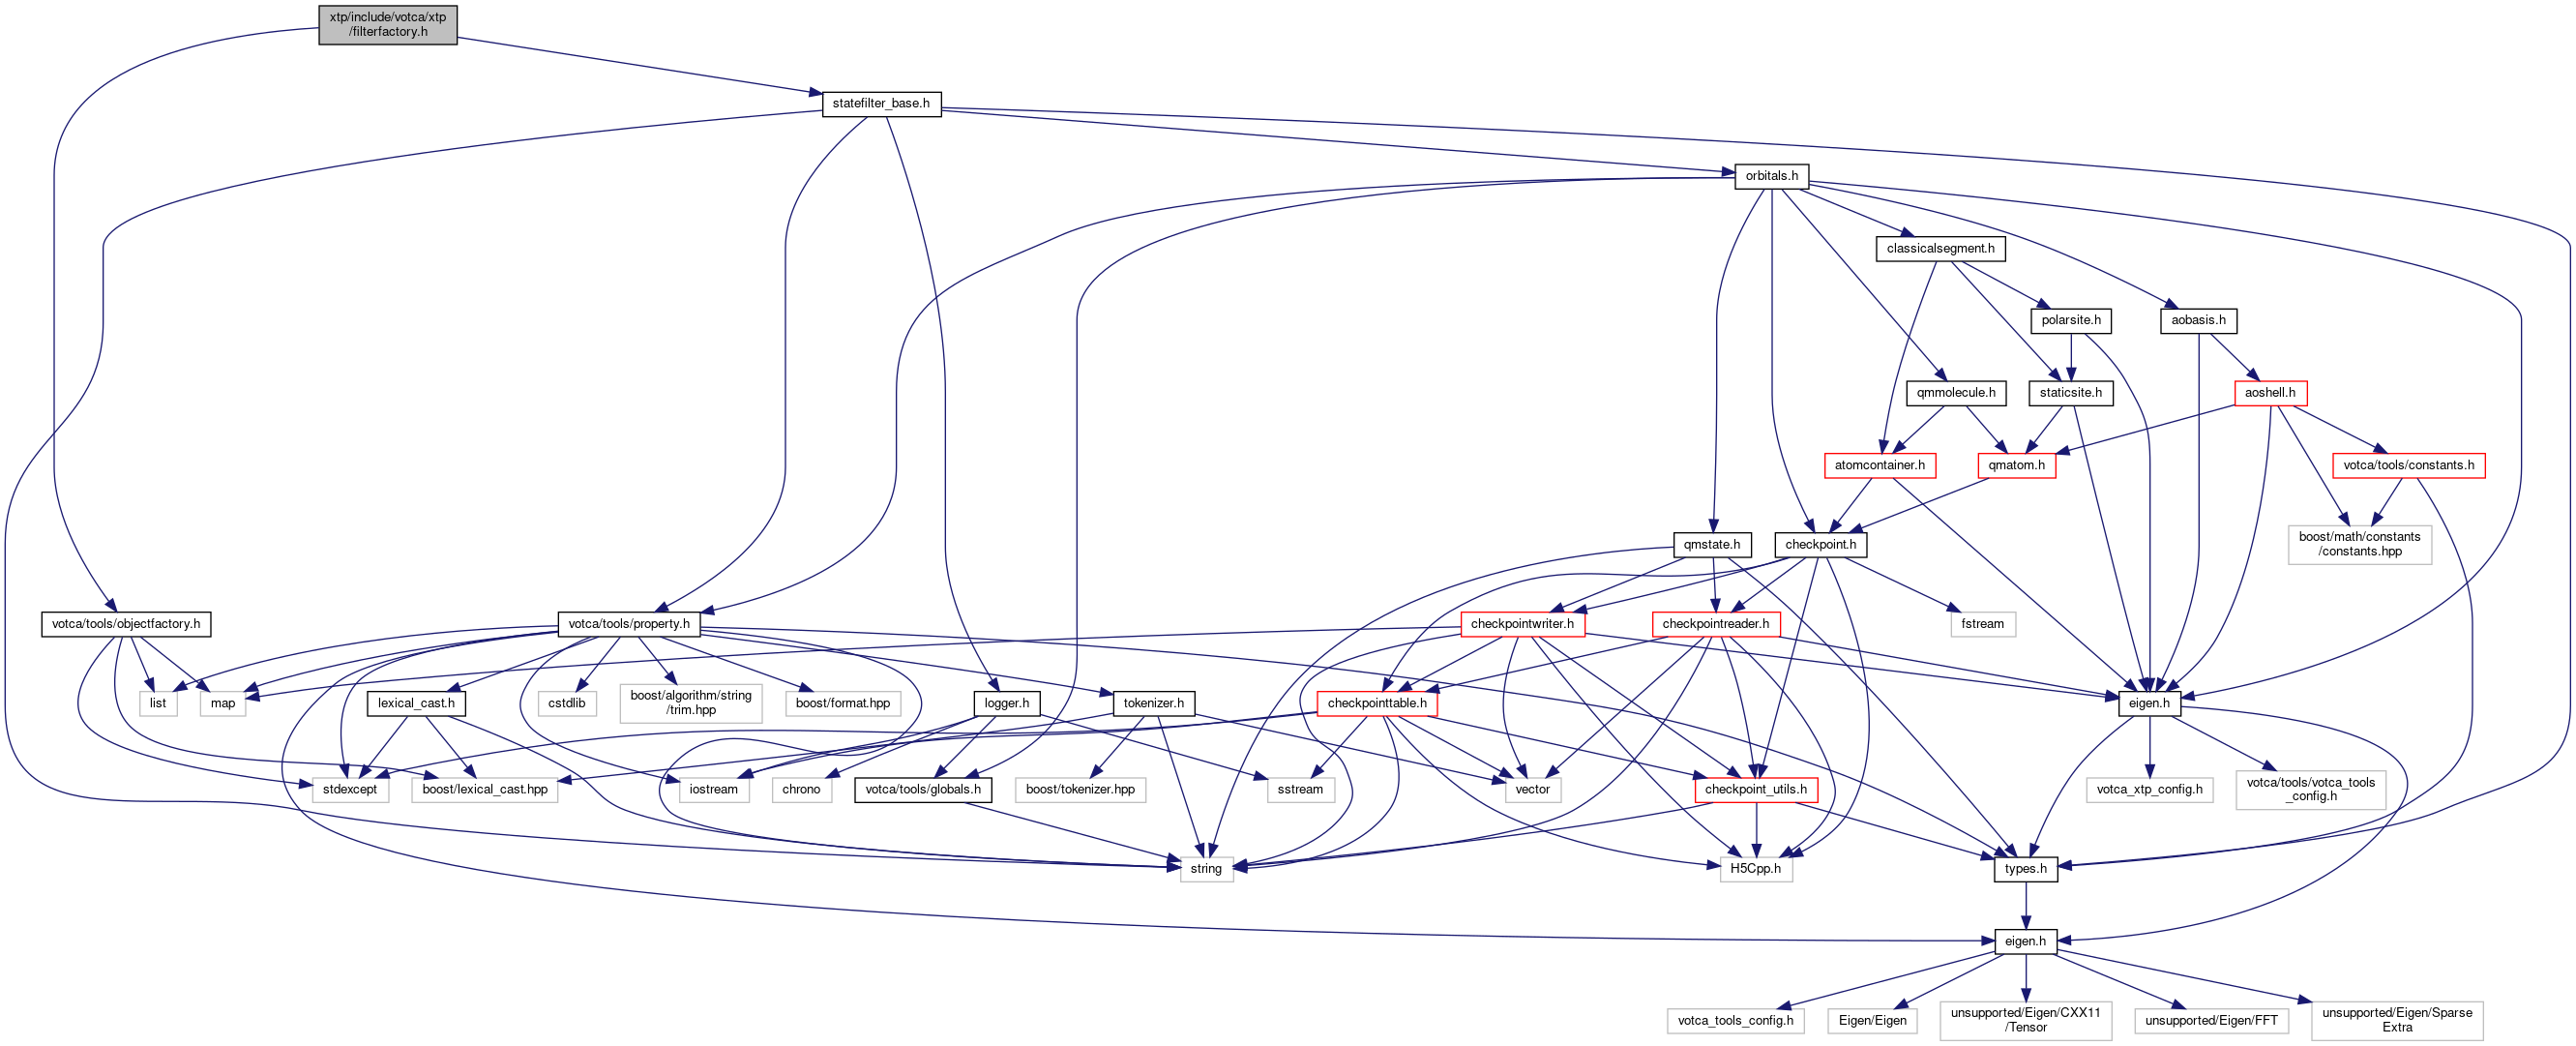 xtp/include/votca/xtp
/filterfactory.h
statefilter_base.h
orbitals.h
classicalsegment.h
polarsite.h
aobasis.h
qmmolecule.h
staticsite.h
aoshell.h
atomcontainer.h
qmatom.h
votca/tools/constants.h
qmstate.h
checkpoint.h
boost/math/constants
/constants.hpp
votca/tools/objectfactory.h
votca/tools/property.h
checkpointwriter.h
checkpointreader.h
fstream
list
map
lexical_cast.h
cstdlib
boost/algorithm/string
/trim.hpp
boost/format.hpp
logger.h
tokenizer.h
checkpointtable.h
eigen.h
stdexcept
boost/lexical_cast.hpp
iostream
chrono
votca/tools/globals.h
boost/tokenizer.hpp
sstream
vector
checkpoint_utils.h
votca_xtp_config.h
votca/tools/votca_tools
_config.h
string
H5Cpp.h
types.h
eigen.h
votca_tools_config.h
Eigen/Eigen
unsupported/Eigen/CXX11
/Tensor
unsupported/Eigen/FFT
unsupported/Eigen/Sparse
Extra